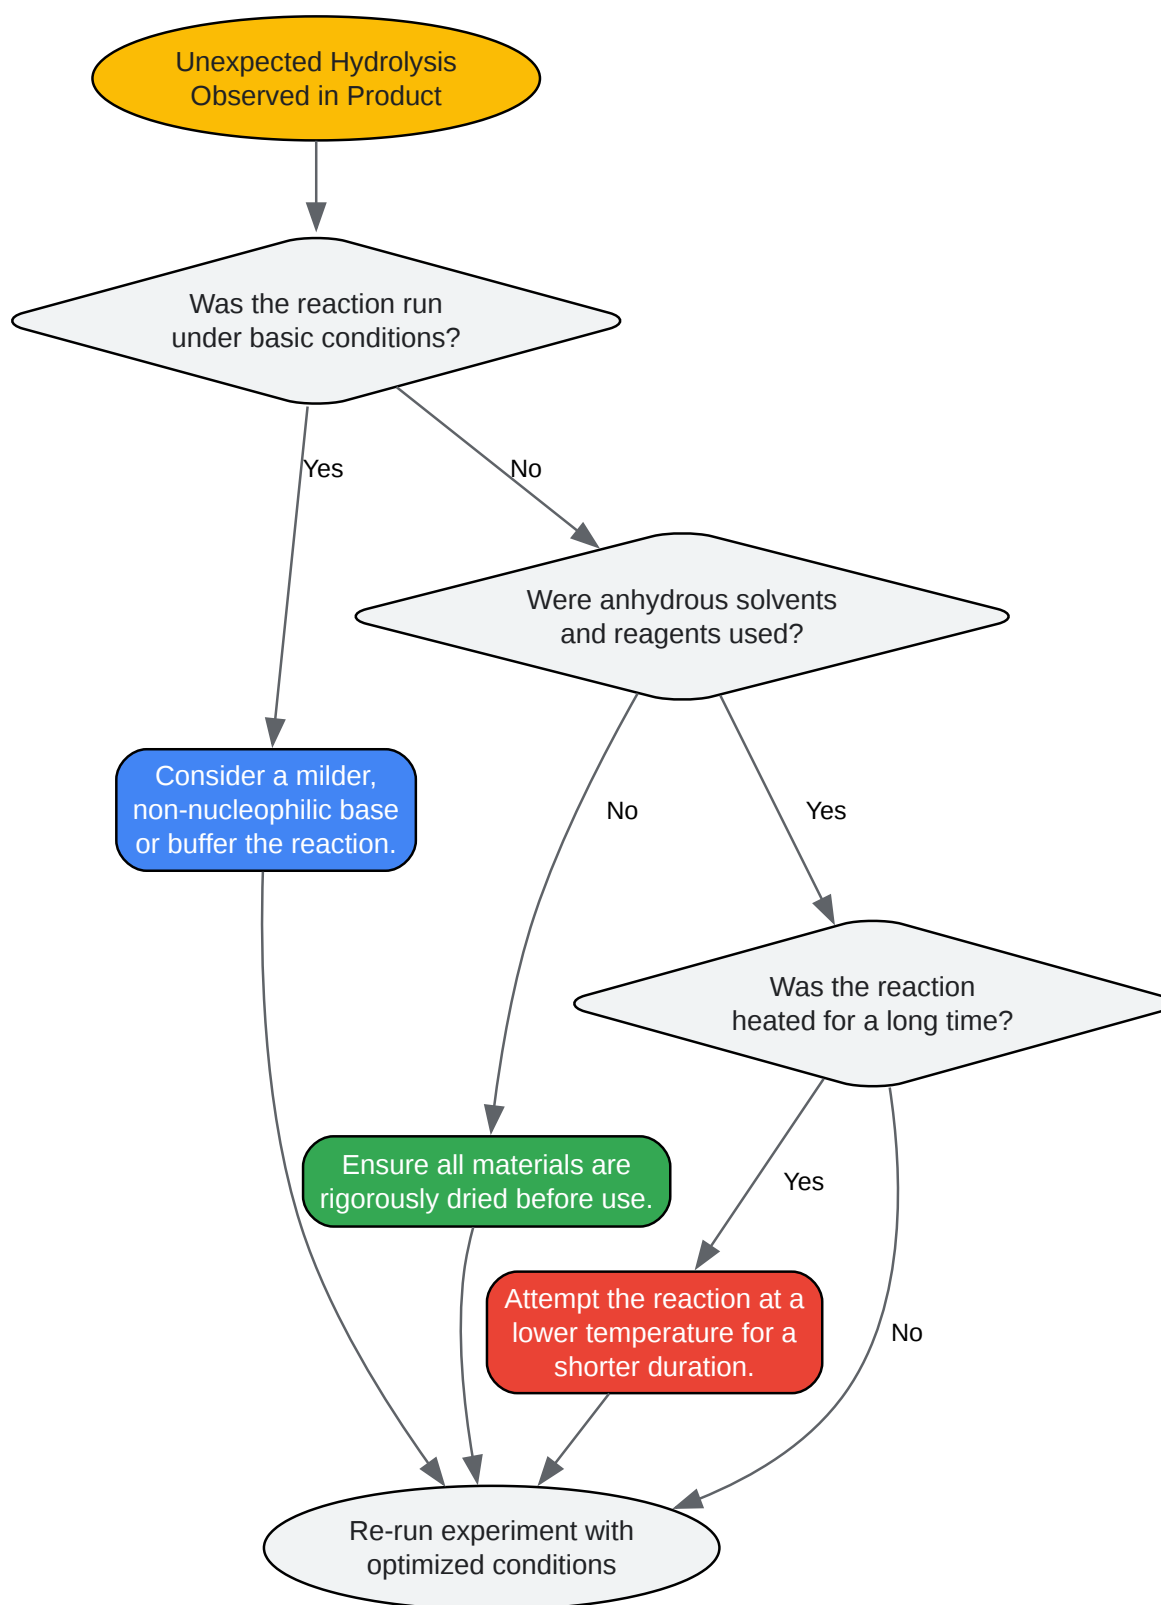 Unexpected Hydrolysis
Observed in Product
Was the reaction run
under basic conditions?
Yes
No
Were anhydrous solvents
and reagents used?
Consider a milder,
non-nucleophilic base
or buffer the reaction.
No
Yes
Was the reaction
heated for a long time?
Ensure all materials are
rigorously dried before use.
Yes
Attempt the reaction at a
lower temperature for a
shorter duration.
No
Re-run experiment with
optimized conditions